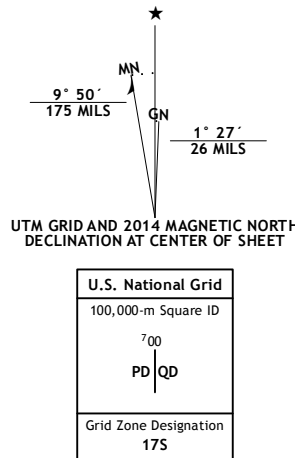 MN
9° 50´
175 MILS
GN
1° 27´
26 MILS
UTM GRID AND 2014 MAGNETIC NORTH
DECLINATION AT CENTER OF SHEET
U.S. National Grid
100,000-m Square ID
700
PD QD
Grid Zone Designation
17S